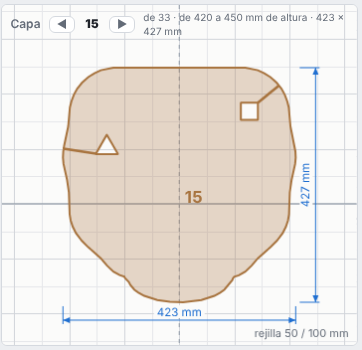 Capa ◀ 15 ▶ de 33 · de 420 a 450 mm de altura · 423 ×
427 mm
15
427 mm
423 mm
rejilla 50 / 100 mm